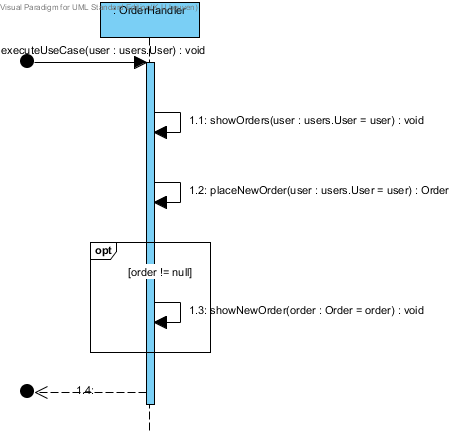 Visual Paradigm for UML Standard
: OrderHandler
executeUseCase(user : users.User) : void
1.1: showOrders(user : users.User = user) : void
1.2: placeNewOrder(user : users.User = user) : Order
opt
[order != null]
1.3: showNewOrder(order : Order = order) : void
1.4: